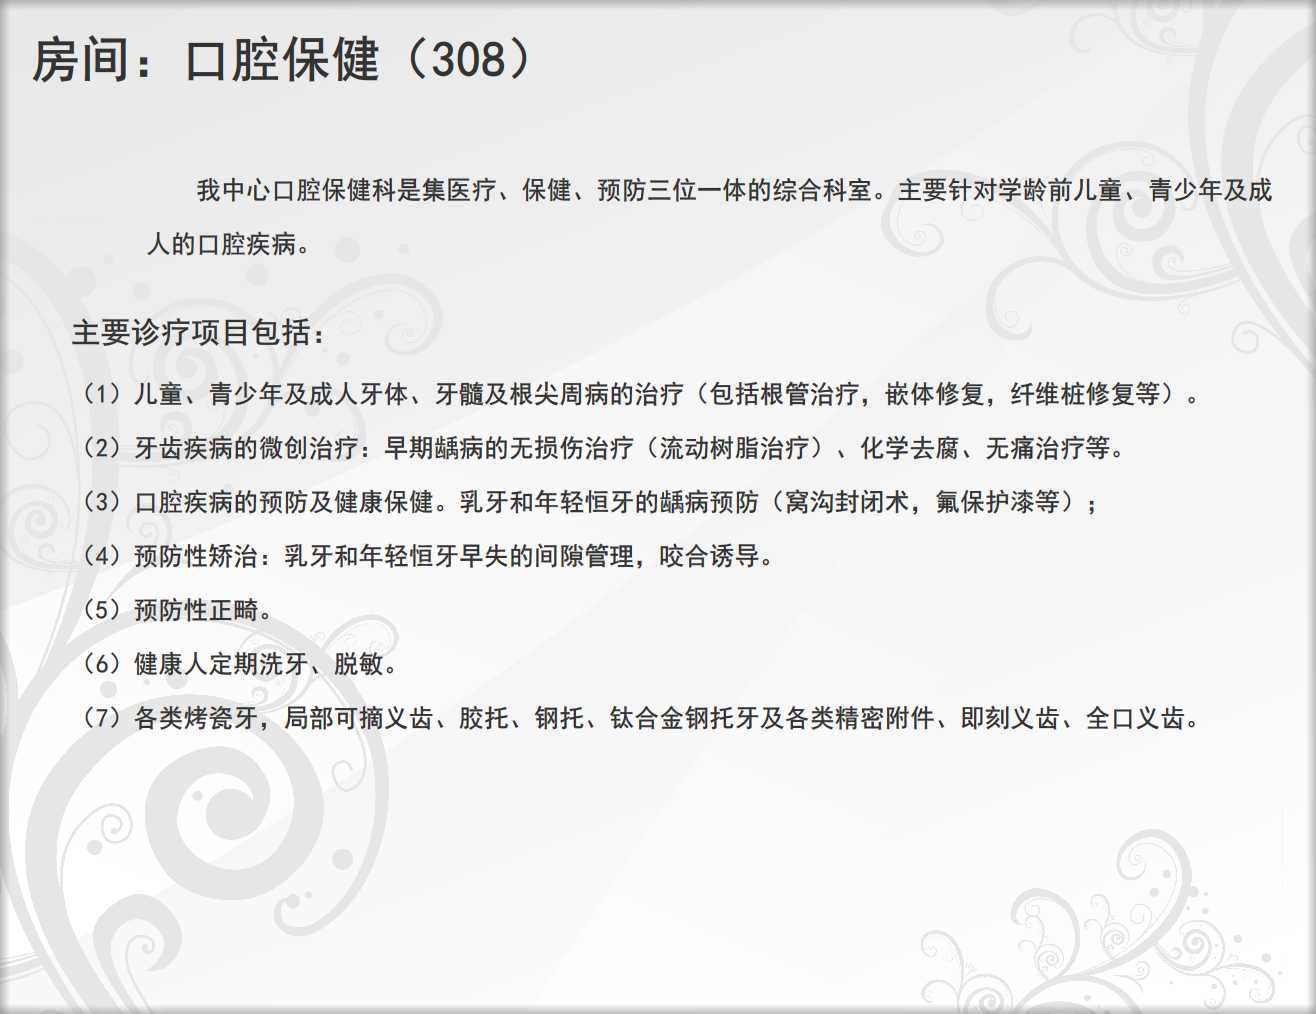 房间：口腔保健（308）
我中心口腔保健科是集医疗、保健、预防三位一体的综合科室。主要针对学龄前儿童、青少年及成
人的口腔疾病。
主要诊疗项目包括：
（1）儿童、青少年及成人牙体、牙髓及根尖周病的治疗（包括根管治疗，嵌体修复，纤维桩修复等）。
（2）牙齿疾病的微创治疗：早期龋病的无损伤治疗（流动树脂治疗）、化学去腐、无痛治疗等。
（3）口腔疾病的预防及健康保健。乳牙和年轻恒牙的龋病预防（窝沟封闭术，氟保护漆等）；
（4）预防性矫治：乳牙和年轻恒牙早失的间隙管理，咬合诱导。
（5）预防性正畸。
（6）健康人定期洗牙、脱敏。
（7）各类烤瓷牙，局部可摘义齿、胶托、钢托、钛合金钢托牙及各类精密附件、即刻义齿、全口义齿。